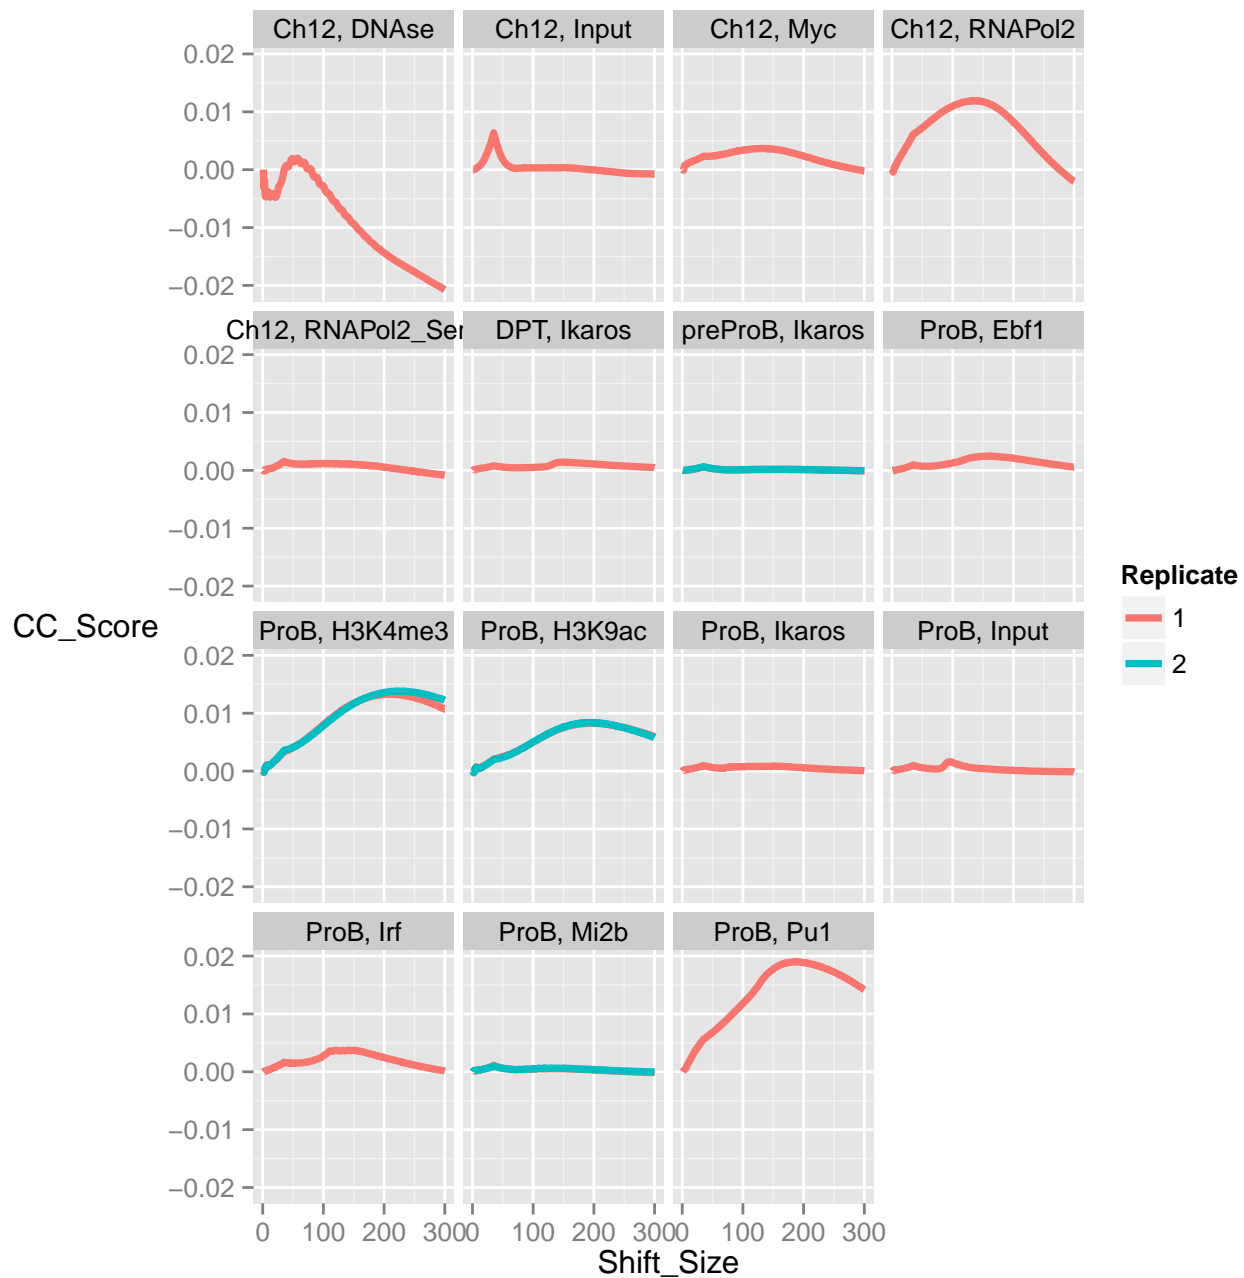 Ch12, DNAse Ch12, Input Ch12, Myc Ch12, RNAPol2
0.02
0.01
0.00
−0.01
−0.02
Ch12, RNAPol2_Ser DPT, Ikaros preProB, Ikaros ProB, Ebf1
0.02
0.01
0.00
−0.01
−0.02
CC_Score
ProB, H3K4me3 ProB, H3K9ac ProB, Ikaros ProB, Input
0.02
0.01
0.00
−0.01
−0.02
ProB, Irf ProB, Mi2b ProB, Pu1
0.02
0.01
0.00
−0.01
−0.02
0 100 200 300 0 100 200 300 0 100 200 300
Shift_Size
Replicate
1
2